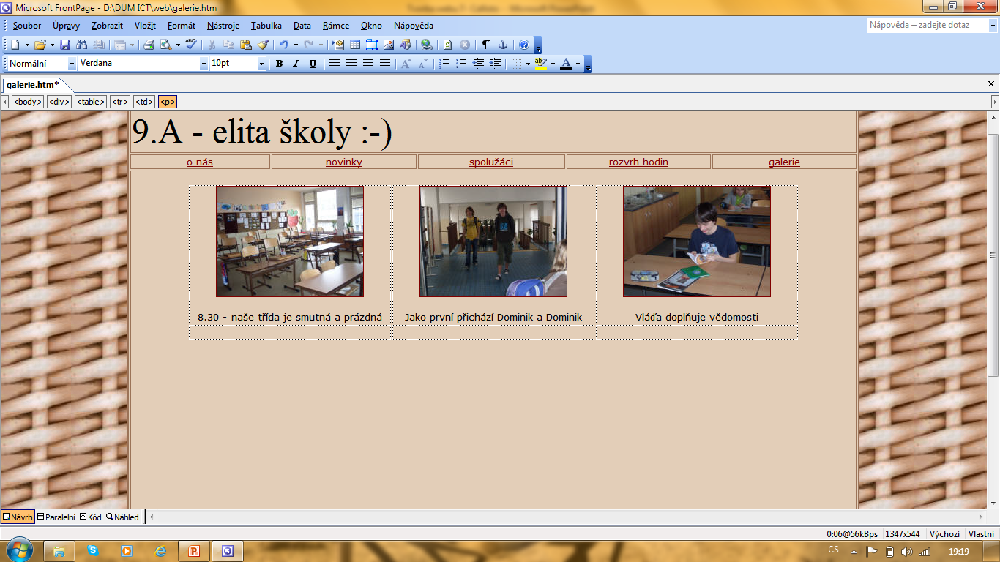 Microsoft FrontPage - D:\DUM ICT\web\galerie.htm
Soubor Úpravy Zobrazit Vložit Formát Nástroje Tabulka Data Rámce Okno Nápověda
Nápověda – zadejte dotaz
Normální Verdana 10pt B I U A A ab A
galerie.htm*
<body> <div> <table> <tr> <td> <p>
9.A - elita školy :-)
o nás novinky spolužáci rozvrh hodin galerie
8.30 - naše třída je smutná a prázdná
Jako první přichází Dominik a Dominik
Vláďa doplňuje vědomosti
Návrh Paralelní Kód Náhled
0:06@56kBps 1347x544 Výchozí Vlastní
CS 19:19